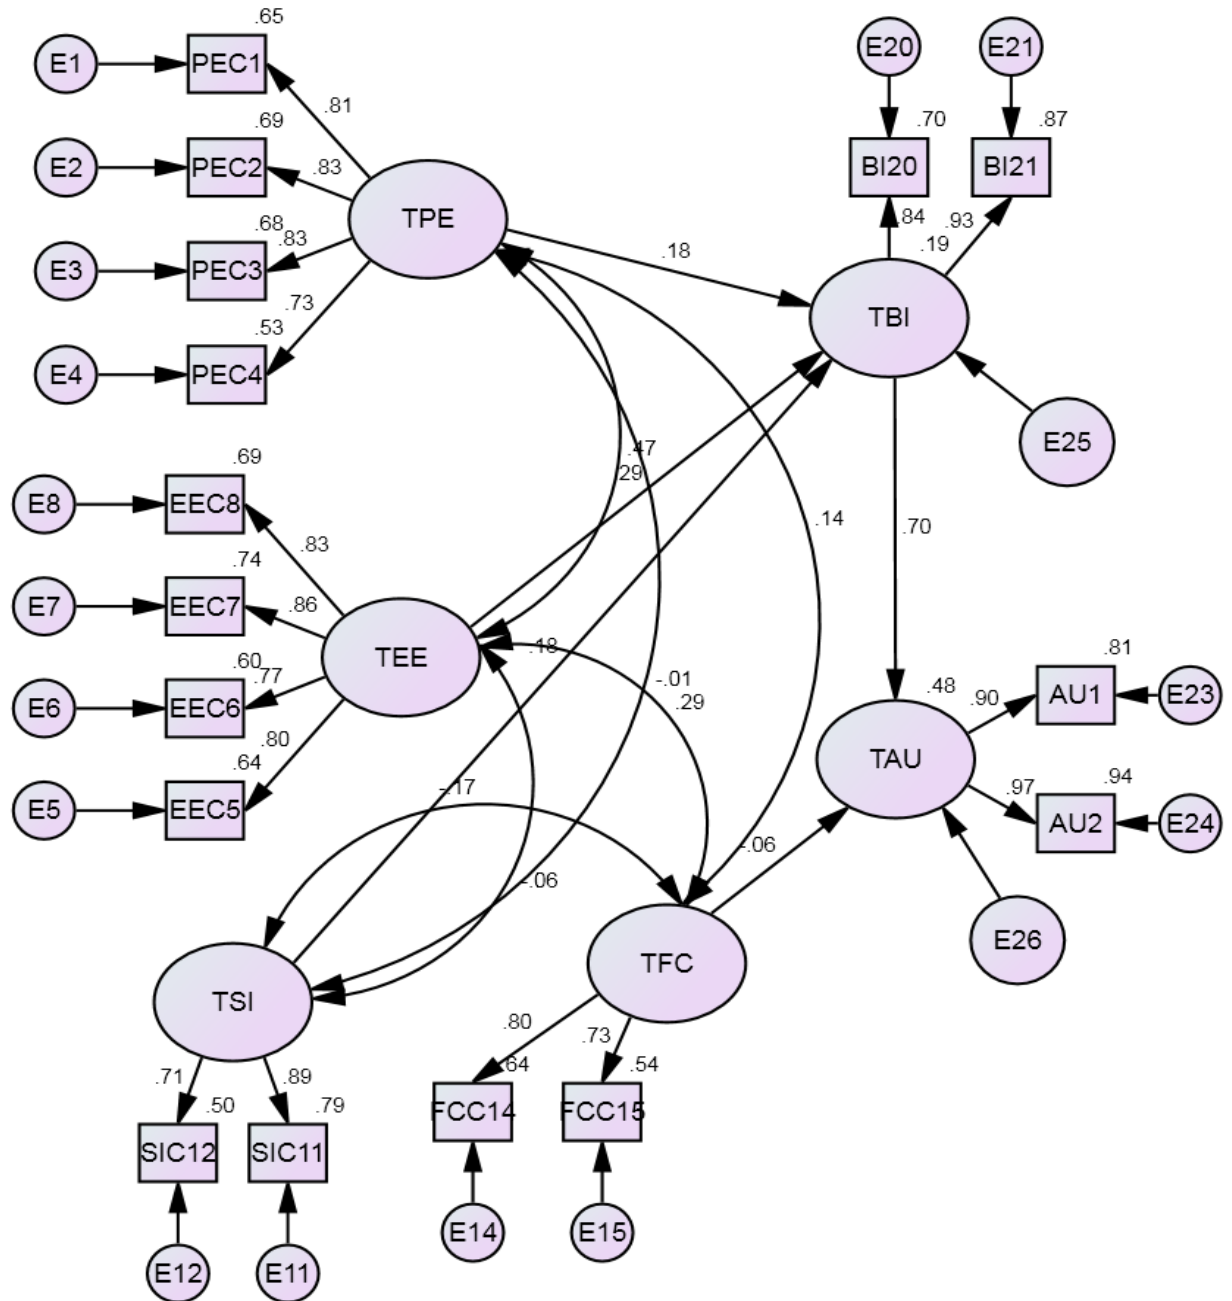 .65
E1 PEC1
.81
.69
E2 PEC2
.83
.68
.83
E3 PEC3
.73
.53
E4 PEC4
TPE
E20 E21
.70 .87
BI20 BI21
.84 .93
.19
TBI
.18
E25
.47
.29
.14
.70
.69
E8 EEC8
.83
.74
E7 EEC7
.86
.60
.77
E6 EEC6
.80
.64
E5 EEC5
TEE
.18
-.01
.29
.48
.90
.81
AU1 E23
TAU
.97
.94
AU2 E24
-.17
-.06
-.06
E26
TSI
TFC
.71 .89
.50 .79
SIC12 SIC11
E12 E11
.80 .73
.64 .54
FCC14 FCC15
E14 E15